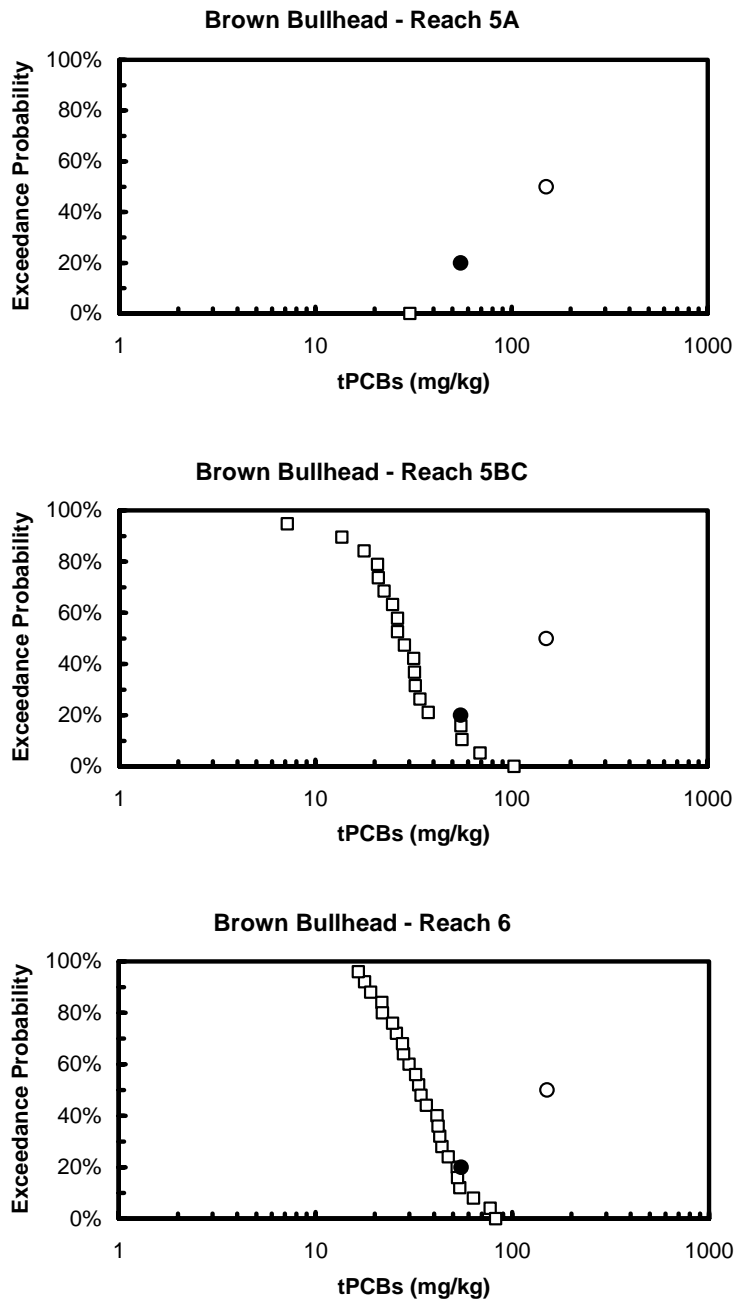 Brown Bullhead - Reach 5A
Exceedance Probability
100%
80%
60%
40%
20%
0%
1 10 100 1000
tPCBs (mg/kg)
Brown Bullhead - Reach 5BC
Exceedance Probability
100%
80%
60%
40%
20%
0%
1 10 100 1000
tPCBs (mg/kg)
Brown Bullhead - Reach 6
Exceedance Probability
100%
80%
60%
40%
20%
0%
1 10 100 1000
tPCBs (mg/kg)